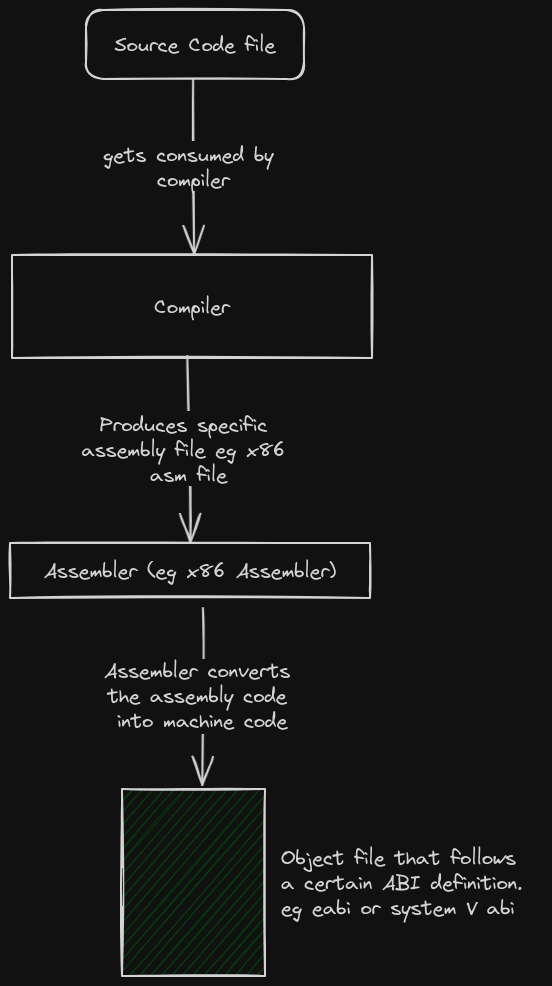 Source Code file
gets consumed by
compiler
Compiler
Produces specific
assembly file eg x86
asm file
Assembler (eg x86 Assembler)
Assembler converts
the assembly code
into machine code
Object file that follows
a certain ABI definition.
eg eabi or system V abi